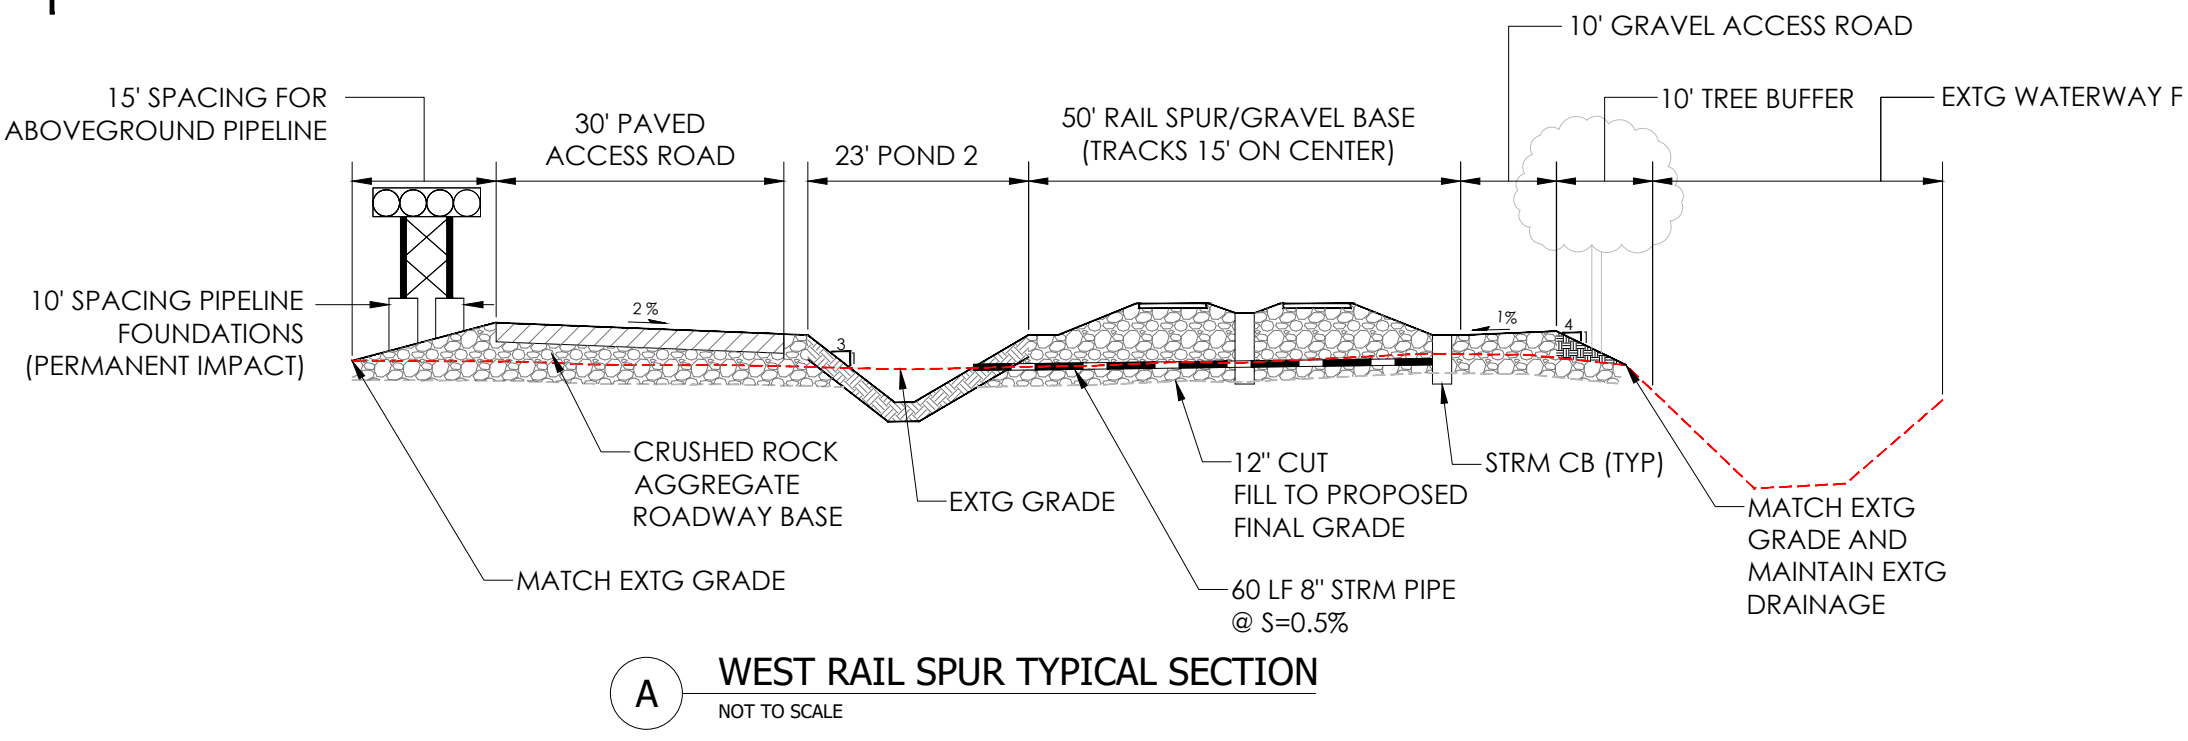 10' GRAVEL ACCESS ROAD
15' SPACING FOR
ABOVEGROUND PIPELINE
30' PAVED
ACCESS ROAD
23' POND 2
50' RAIL SPUR/GRAVEL BASE
(TRACKS 15' ON CENTER)
10' TREE BUFFER
EXTG WATERWAY F
10' SPACING PIPELINE
FOUNDATIONS
(PERMANENT IMPACT)
2%
3
1
1%
4
1
CRUSHED ROCK
AGGREGATE
ROADWAY BASE
EXTG GRADE
12" CUT
FILL TO PROPOSED
FINAL GRADE
STRM CB (TYP)
MATCH EXTG
GRADE AND
MAINTAIN EXTG
DRAINAGE
MATCH EXTG GRADE
60 LF 8" STRM PIPE
@ S=0.5%
A
WEST RAIL SPUR TYPICAL SECTION
NOT TO SCALE